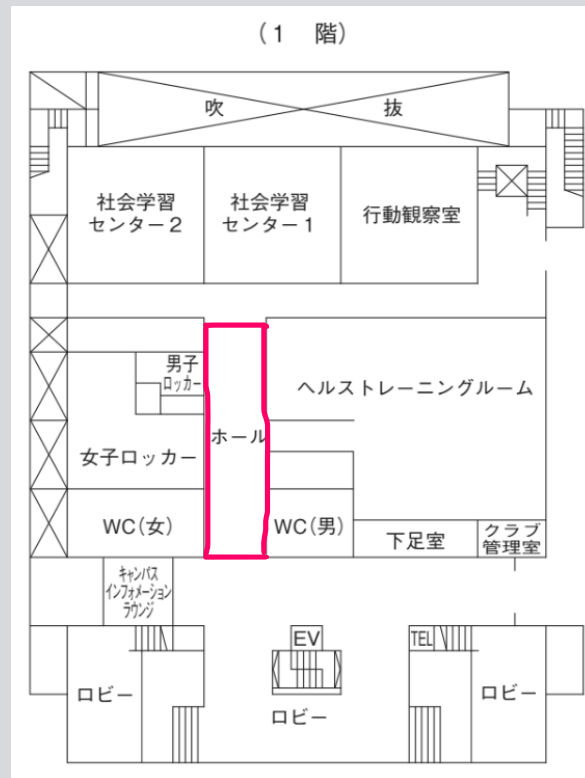 (1 階)
吹 抜
社会学習
センター2
社会学習
センター1
行動観察室
男子
ロッカー
ヘルストレーニングルーム
ホール
女子ロッカー
WC(女)
WC(男)
下足室
クラブ
管理室
キャンパス
インフォメーション
ラウンジ
EV
TEL
ロビー
ロビー
ロビー